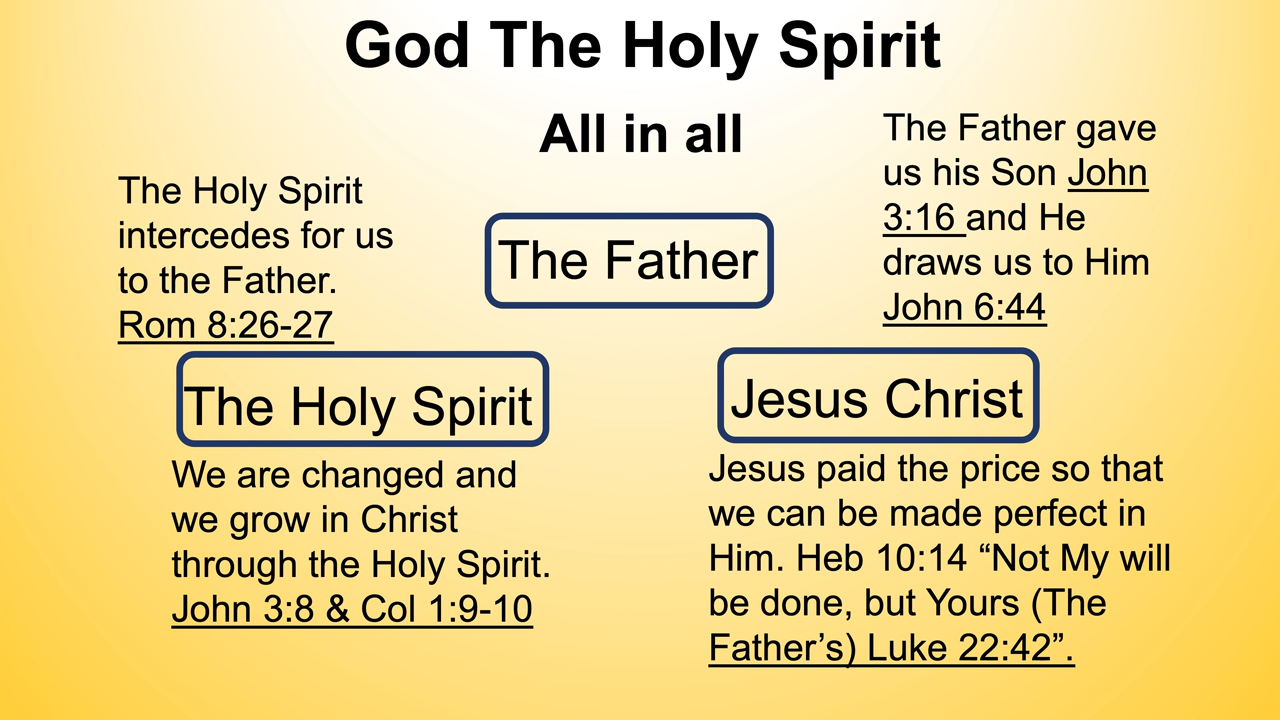 God The Holy Spirit
All in all
The Holy Spirit
intercedes for us
to the Father.
Rom 8:26-27
The Father
The Father gave
us his Son John
3:16 and He
draws us to Him
John 6:44
The Holy Spirit
We are changed and
we grow in Christ
through the Holy Spirit.
John 3:8 & Col 1:9-10
Jesus Christ
Jesus paid the price so that
we can be made perfect in
Him. Heb 10:14 “Not My will
be done, but Yours (The
Father’s) Luke 22:42”.